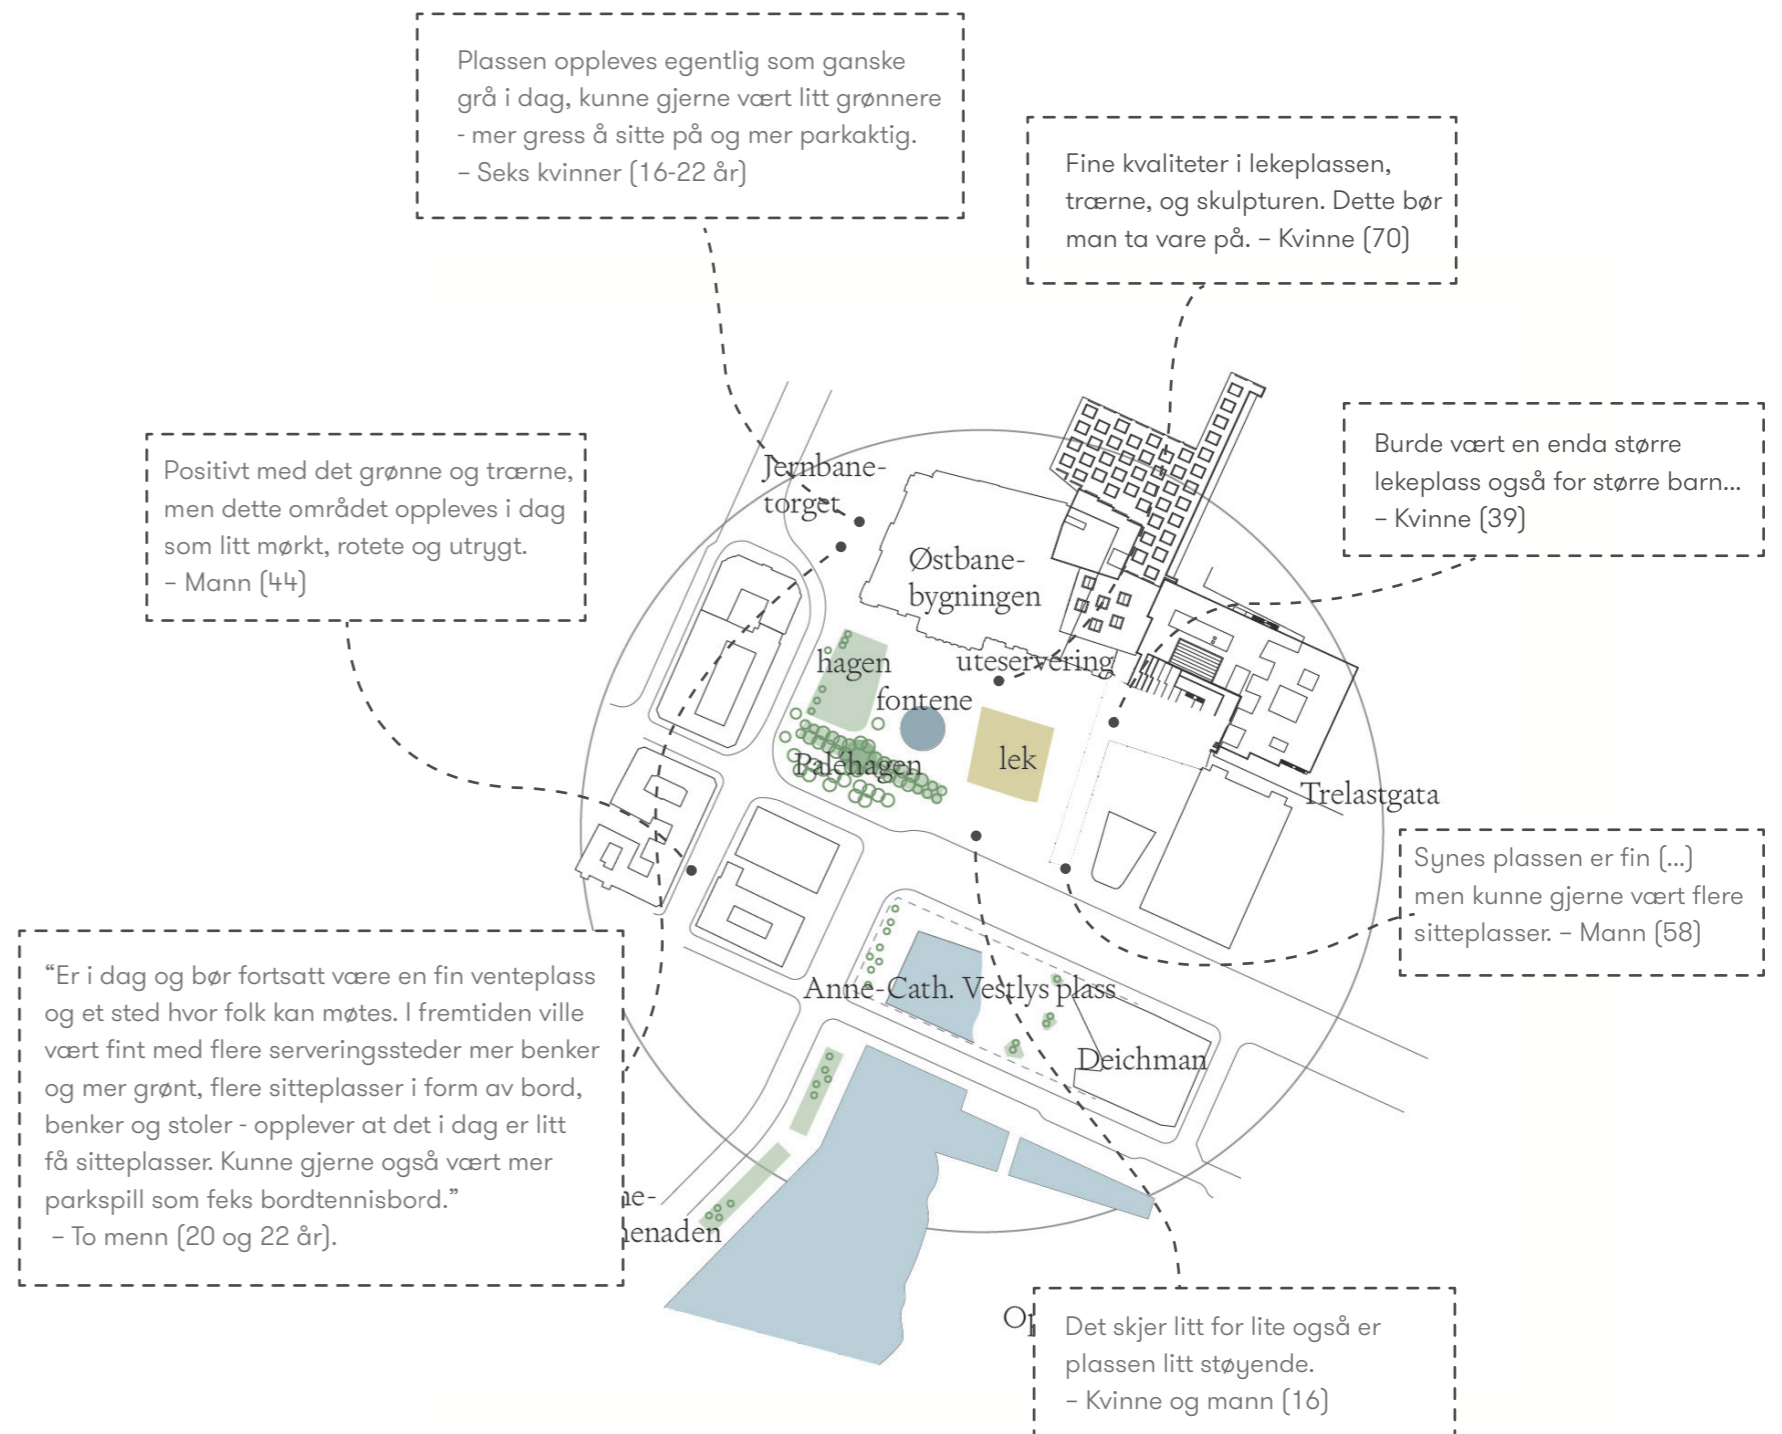 Plassen oppleves egentlig som ganske
grå i dag, kunne gjerne vært litt grønnere
- mer gress å sitte på og mer parkaktig.
– Seks kvinner (16-22 år)
Fine kvaliteter i lekeplassen,
trærne, og skulpturen. Dette bør
man ta vare på. – Kvinne (70)
Burde vært en enda større
lekeplass også for større barn...
– Kvinne (39)
Positivt med det grønne og trærne,
men dette området oppleves i dag
som litt mørkt, rotete og utrygt.
– Mann (44)
Jernbane-
torget
Østbane-
bygningen
hagen
uteservering
fontene
Paléhagen
lek
Trelastgata
Synes plassen er fin (...)
men kunne gjerne vært flere
sitteplasser. – Mann (58)
"Er i dag og bør fortsatt være en fin venteplass
og et sted hvor folk kan møtes. I fremtiden ville
vært fint med flere serveringssteder mer benker
og mer grønt, flere sitteplasser i form av bord,
benker og stoler - opplever at det i dag er litt
få sitteplasser. Kunne gjerne også vært mer
parkspill som feks bordtennisbord."
– To menn (20 og 22 år).
Anne-Cath. Vestlys plass
Deichman
ne-
enaden
Det skjer litt for lite også er
plassen litt støyende.
– Kvinne og mann (16)